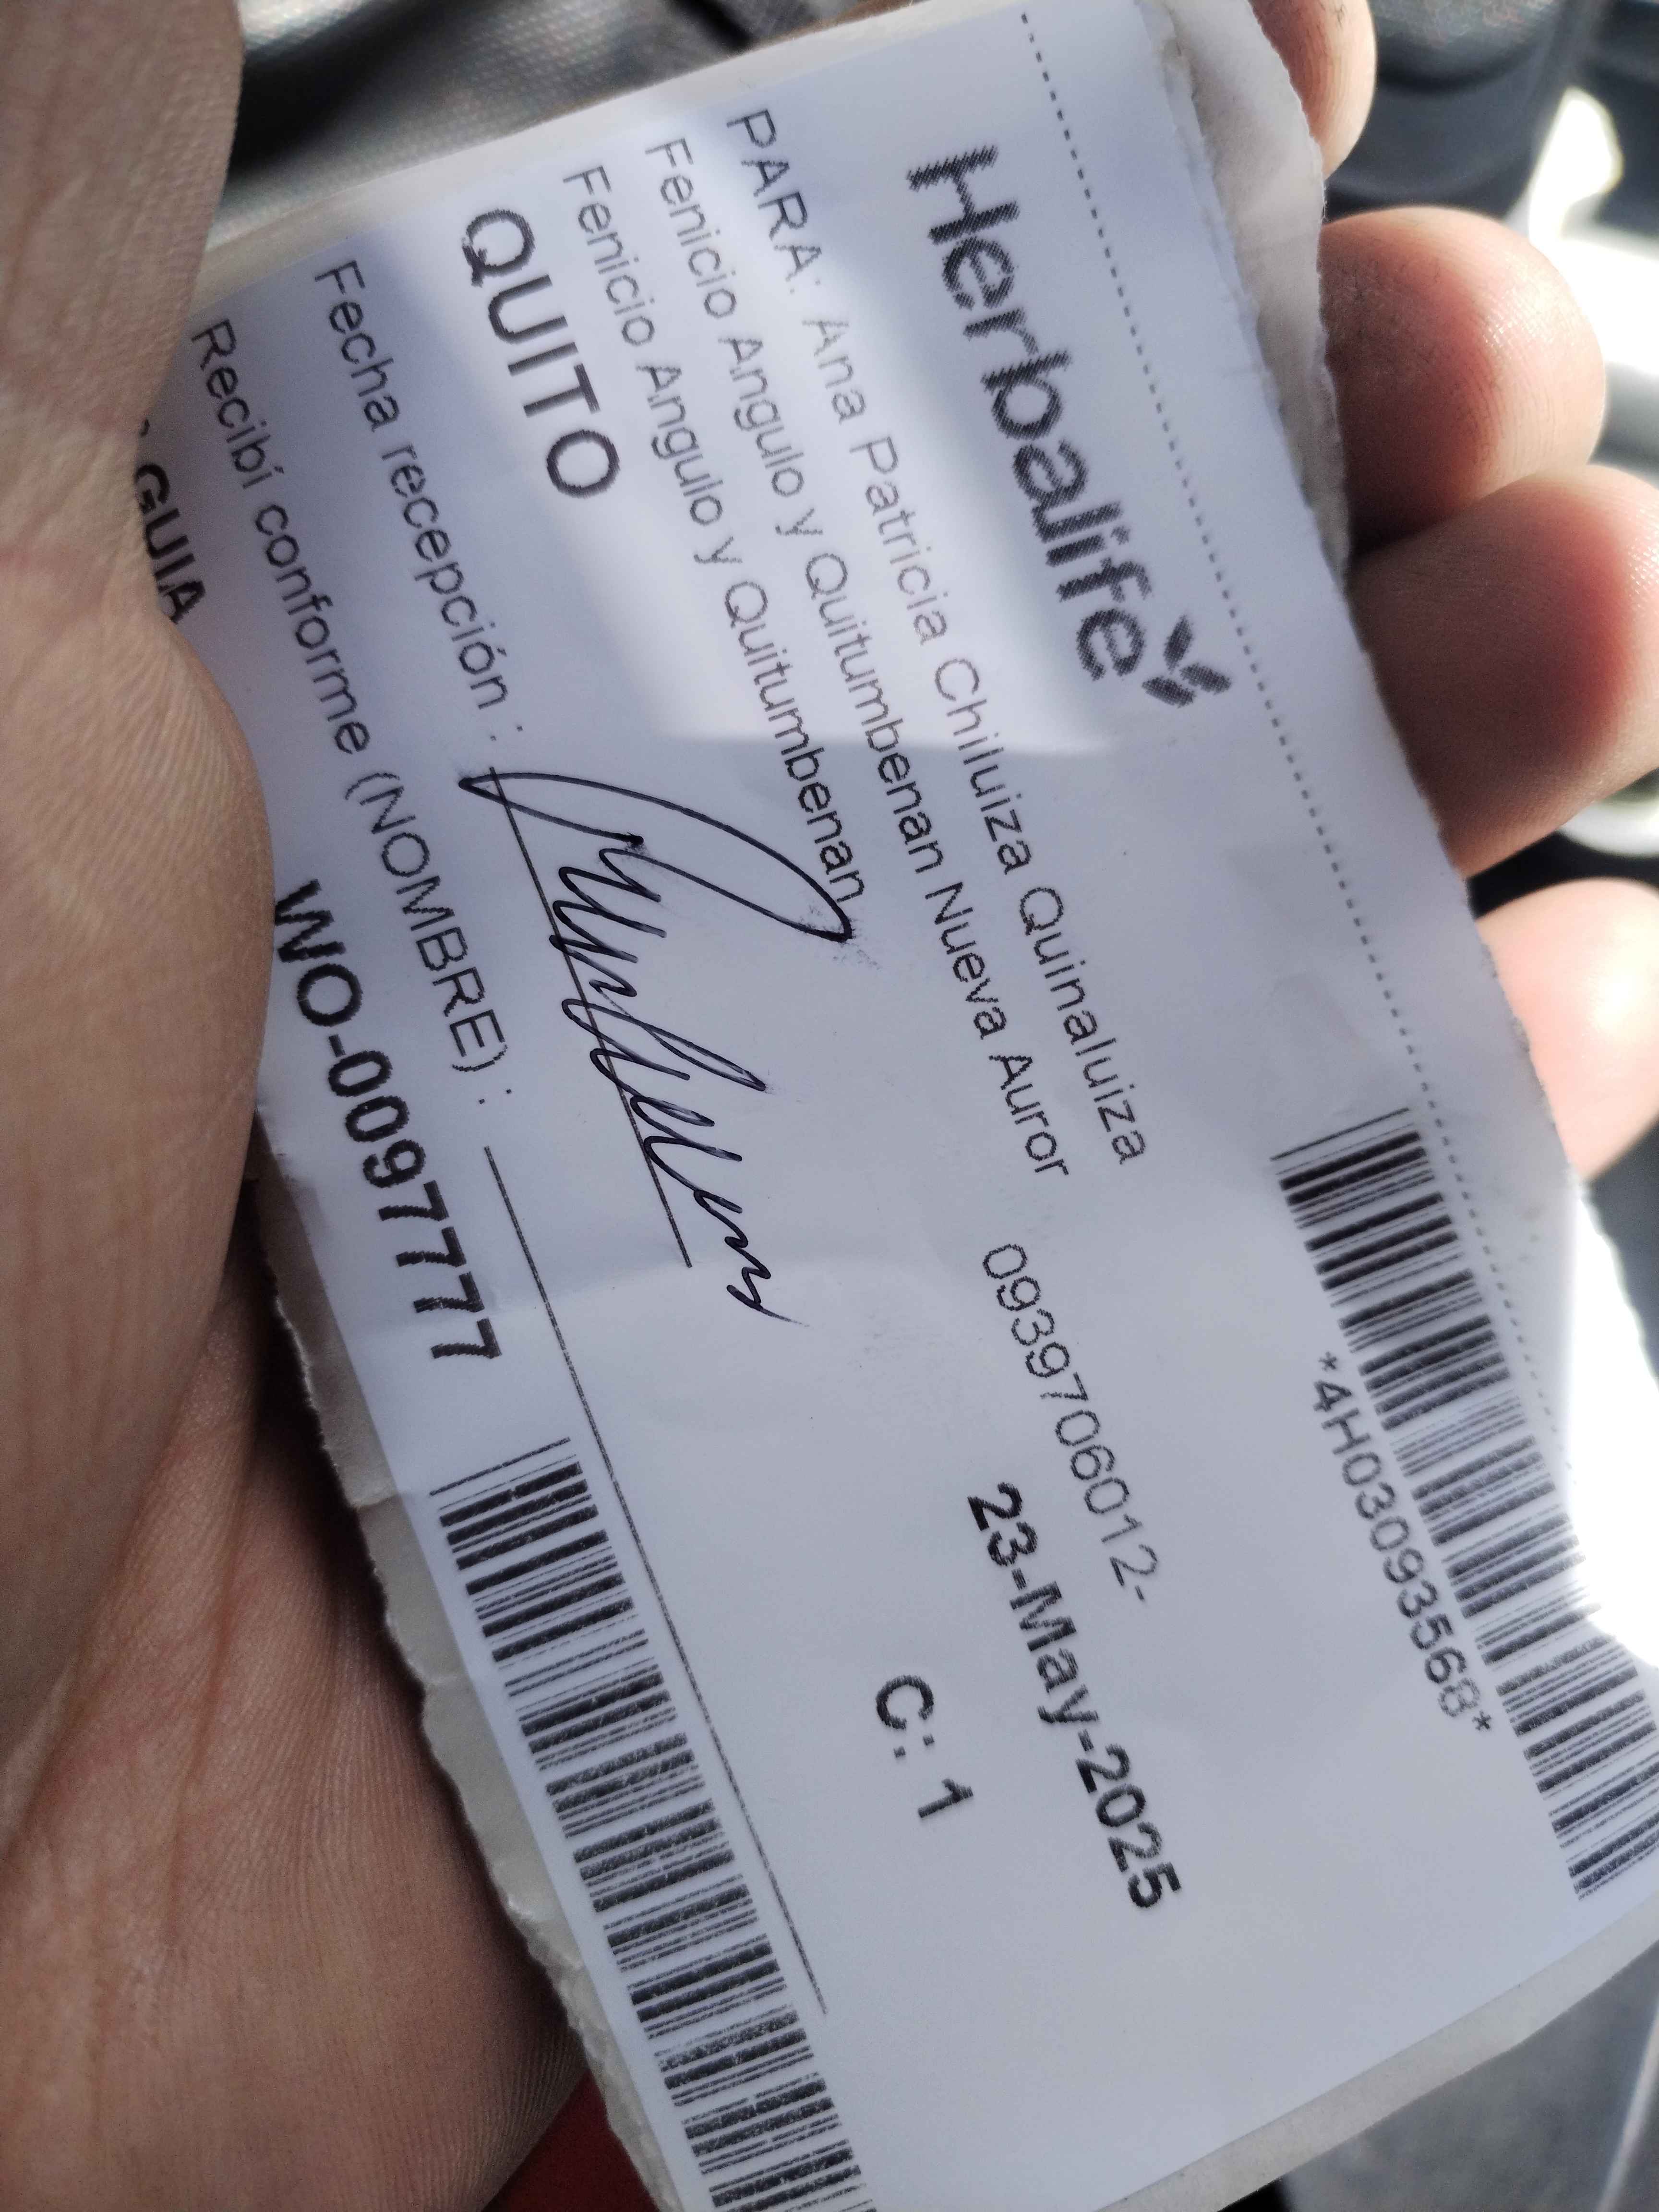 Herbalife
*4H03093568*
PARA: Ana Patricia Chiluiza Quinaluiza
Fenicio Angulo y Quitumbenan Nueva Auror 0939706012-
Fenicio Angulo y Quitumbenan
23-May-2025
QUITO
C: 1
Fecha recepción :
Recibí conforme (NOMBRE) :
GUIA WO-0097777